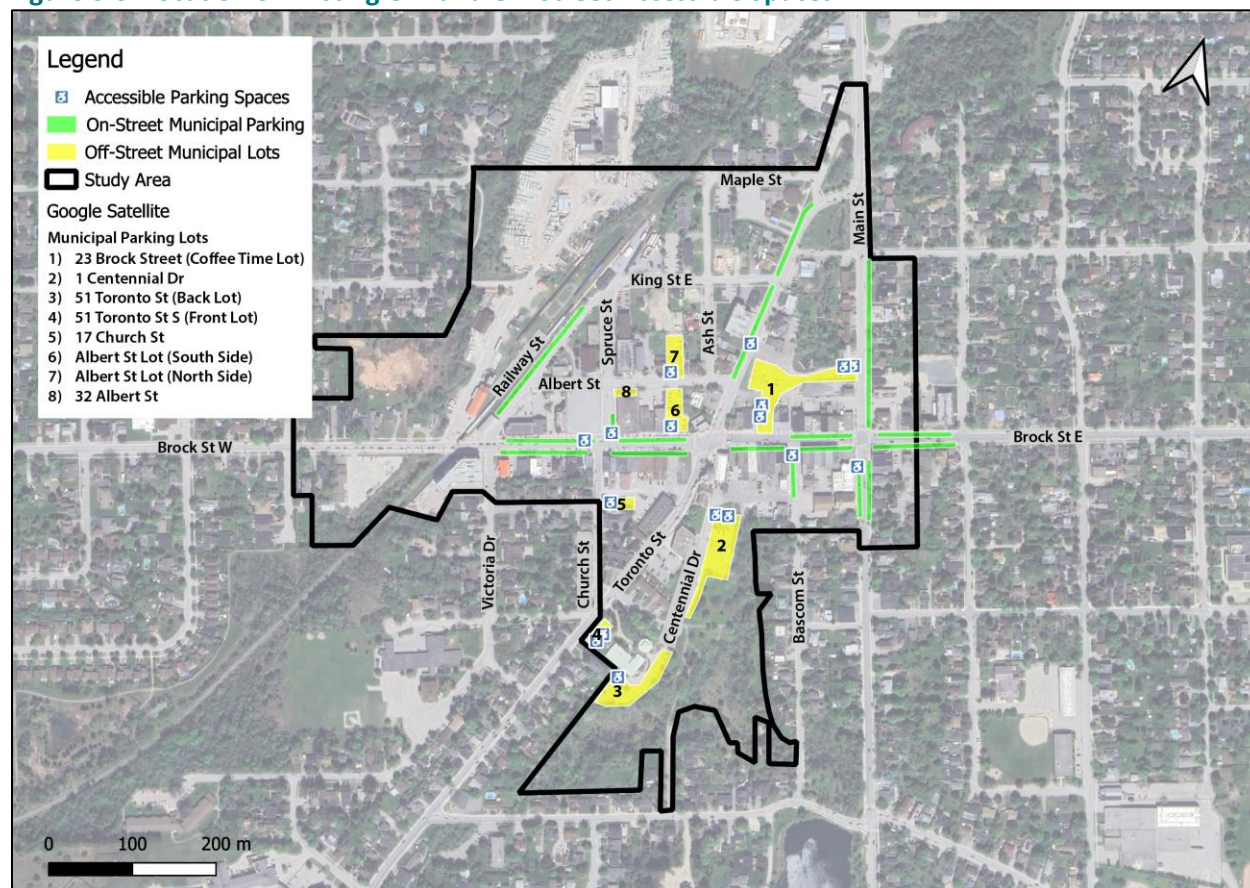 Legend
Accessible Parking Spaces
On-Street Municipal Parking
Off-Street Municipal Lots
Study Area
Google Satellite
Municipal Parking Lots
1) 23 Brock Street (Coffee Time Lot)
2) 1 Centennial Dr
3) 51 Toronto St (Back Lot)
4) 51 Toronto St S (Front Lot)
5) 17 Church St
6) Albert St Lot (South Side)
7) Albert St Lot (North Side)
8) 32 Albert St
Maple St
Main St
King St E
Spruce St
Ash St
Railway St
7
Albert St
8
1
6
Brock St W
Brock St E
5
2
Victoria Dr
Church St
Toronto St
Centennial Dr
Bascom St
4
3
0 100 200 m